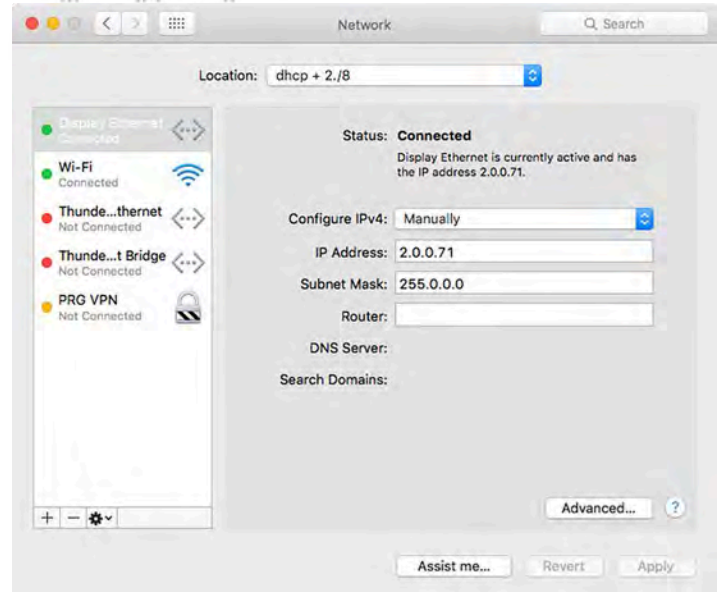 Network
Search
Location: dhcp + 2./8
Display Ethernet
Connected
Wi-Fi
Connected
Thunde...thernet
Not Connected
Thunde...t Bridge
Not Connected
PRG VPN
Not Connected
Status: Connected
Display Ethernet is currently active and has
the IP address 2.0.0.71.
Configure IPv4: Manually
IP Address: 2.0.0.71
Subnet Mask: 255.0.0.0
Router:
DNS Server:
Search Domains:
Advanced... ?
Assist me... Revert Apply